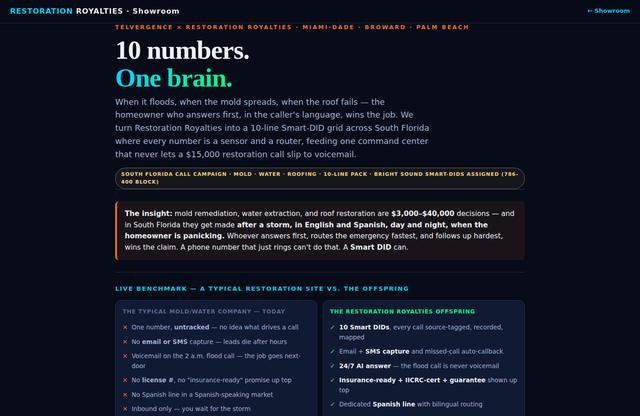 RESTORATION ROYALTIES · Showroom
← Showroom
TELVERGENCE × RESTORATION ROYALTIES · MIAMI-DADE · BROWARD · PALM BEACH
10 numbers.
One brain.
When it floods, when the mold spreads, when the roof fails — the
homeowner who answers first, in the caller's language, wins the job. We
turn Restoration Royalties into a 10-line Smart-DID grid across South Florida
where every number is a sensor and a router, feeding one command center
that never lets a $15,000 restoration call slip to voicemail.
SOUTH FLORIDA CALL CAMPAIGN · MOLD · WATER · ROOFING · 10-LINE PACK · BRIGHT SOUND SMART-DIDS ASSIGNED (786-
400 BLOCK)
The insight: mold remediation, water extraction, and roof restoration are $3,000–$40,000 decisions — and
in South Florida they get made after a storm, in English and Spanish, day and night, when the
homeowner is panicking. Whoever answers first, routes the emergency fastest, and follows up hardest,
wins the claim. A phone number that just rings can't do that. A Smart DID can.
LIVE BENCHMARK — A TYPICAL RESTORATION SITE VS. THE OFFSPRING
THE TYPICAL MOLD/WATER COMPANY — TODAY
✕ One number, untracked — no idea what drives a call
✕ No email or SMS capture — leads die after hours
✕ Voicemail on the 2 a.m. flood call — the job goes next-
door
✕ No license #, no "insurance-ready" promise up top
✕ No Spanish line in a Spanish-speaking market
✕ Inbound only — you wait for the storm
THE RESTORATION ROYALTIES OFFSPRING
✓ 10 Smart DIDs, every call source-tagged, recorded,
mapped
✓ Email + SMS capture and missed-call auto-callback
✓ 24/7 AI answer — the flood call is never voicemail
✓ Insurance-ready + IICRC-cert + guarantee shown up
top
✓ Dedicated Spanish line with bilingual routing